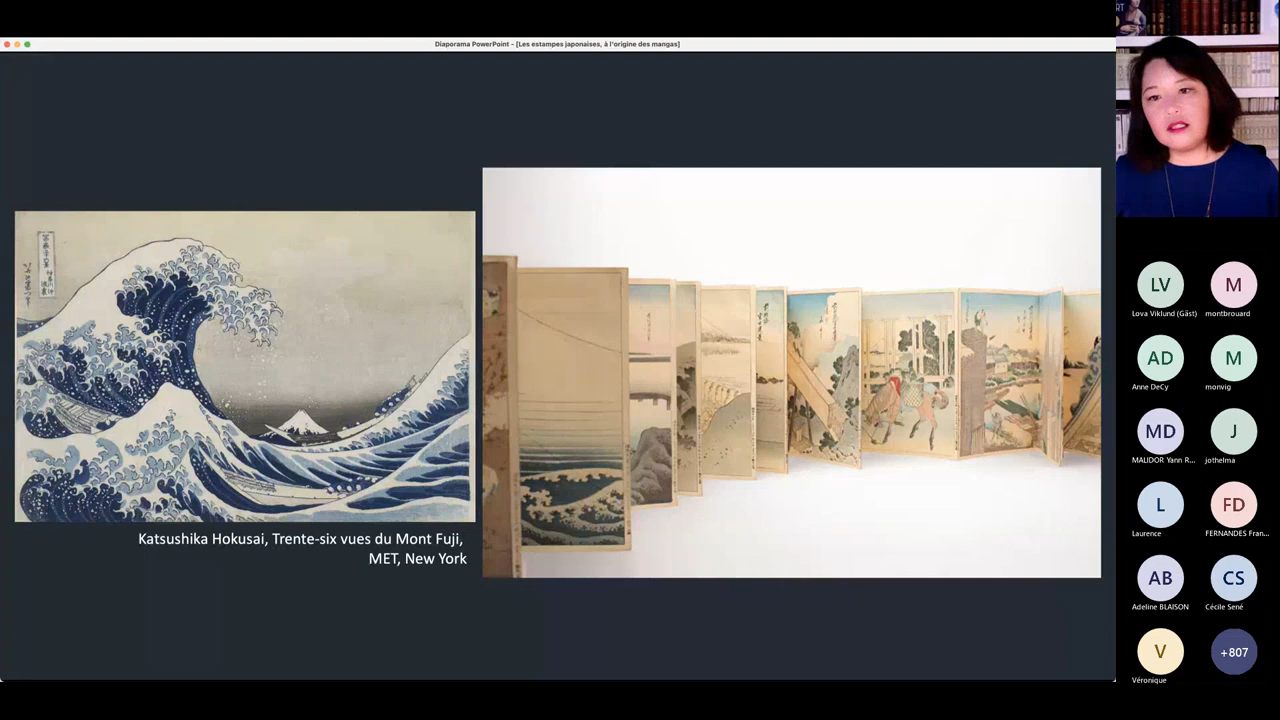 Diaporama PowerPoint - [Les estampes japonaises, à l'origine des mangas]
Katsushika Hokusai, Trente-six vues du Mont Fuji,
MET, New York
LV
Lova Viklund (Gäst)
M
montbrouard
AD
Anne DeCy
M
monvig
MD
MALIDOR Yann R...
J
jothelma
L
Laurence
FD
FERNANDES Fran...
AB
Adeline BLAISON
CS
Cécile Sené
V
Véronique
+807